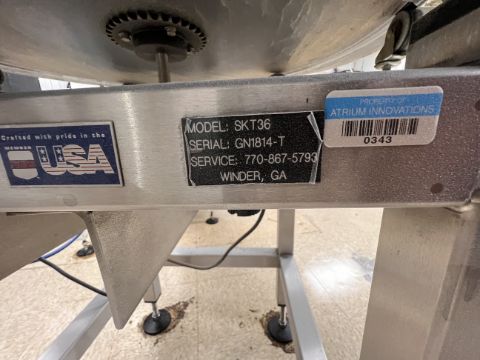 Crafted with pride in the
USA
MODEL: SKT36
SERIAL: GN1814-T
SERVICE: 770-867-5793
WINDER, GA
PROPERTY OF
ATRIUM INNOVATIONS
0343